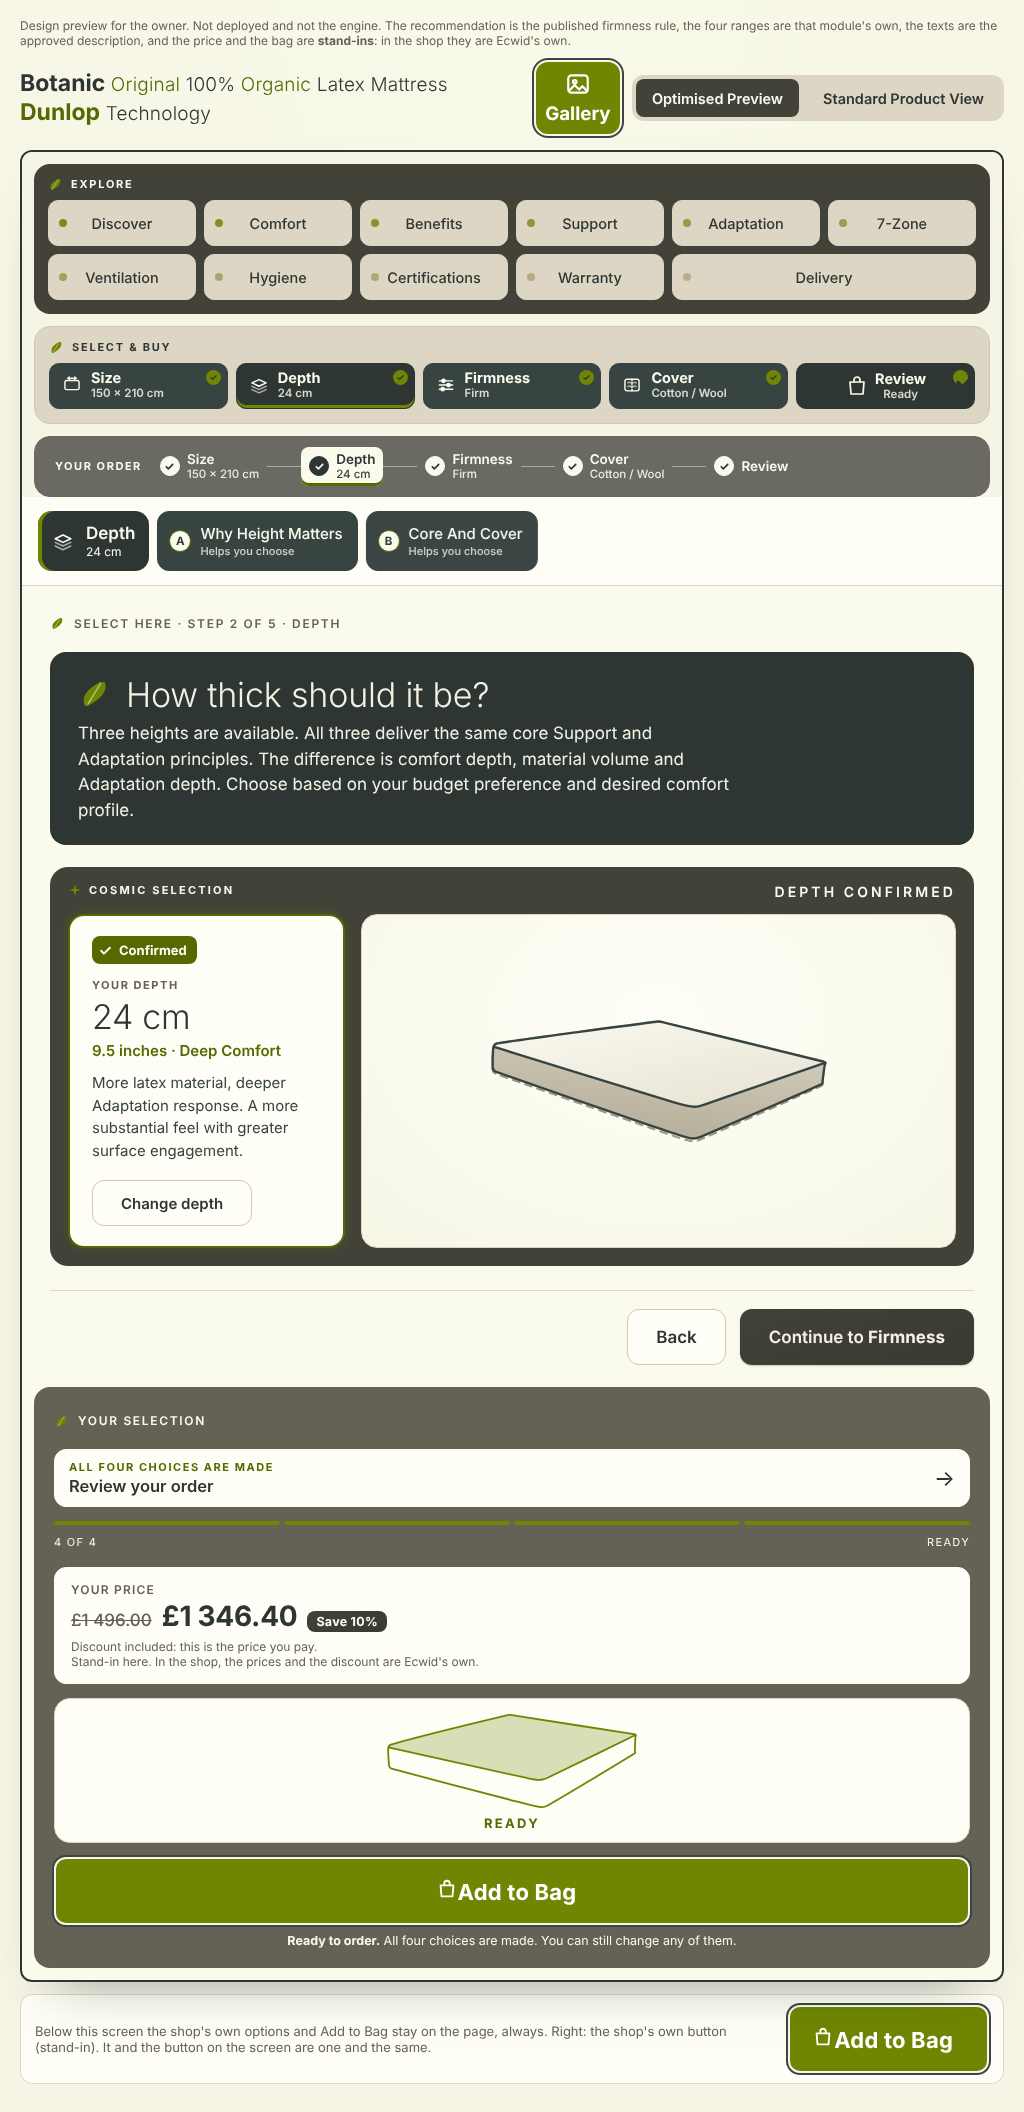 Design preview for the owner. Not deployed and not the engine. The recommendation is the published firmness rule, the four ranges are that module's own, the texts are the
approved description, and the price and the bag are stand-ins: in the shop they are Ecwid's own.
Botanic Original 100% Organic Latex Mattress
Dunlop Technology
Gallery
Optimised Preview
Standard Product View
EXPLORE
Discover
Comfort
Benefits
Support
Adaptation
7-Zone
Ventilation
Hygiene
Certifications
Warranty
Delivery
SELECT & BUY
Size
150 × 210 cm
Depth
24 cm
Firmness
Firm
Cover
Cotton / Wool
Review
Ready
YOUR ORDER
Size
150 × 210 cm
Depth
24 cm
Firmness
Firm
Cover
Cotton / Wool
Review
Depth
24 cm
A
Why Height Matters
Helps you choose
B
Core And Cover
Helps you choose
SELECT HERE · STEP 2 OF 5 · DEPTH
How thick should it be?
Three heights are available. All three deliver the same core Support and
Adaptation principles. The difference is comfort depth, material volume and
Adaptation depth. Choose based on your budget preference and desired comfort
profile.
COSMIC SELECTION
DEPTH CONFIRMED
Confirmed
YOUR DEPTH
24 cm
9.5 inches · Deep Comfort
More latex material, deeper
Adaptation response. A more
substantial feel with greater
surface engagement.
Change depth
Back
Continue to Firmness
YOUR SELECTION
ALL FOUR CHOICES ARE MADE
Review your order
4 OF 4
READY
YOUR PRICE
£1 496.00 £1 346.40 Save 10%
Discount included: this is the price you pay.
Stand-in here. In the shop, the prices and the discount are Ecwid's own.
READY
Add to Bag
Ready to order. All four choices are made. You can still change any of them.
Below this screen the shop's own options and Add to Bag stay on the page, always. Right: the shop's own button
(stand-in). It and the button on the screen are one and the same.
Add to Bag